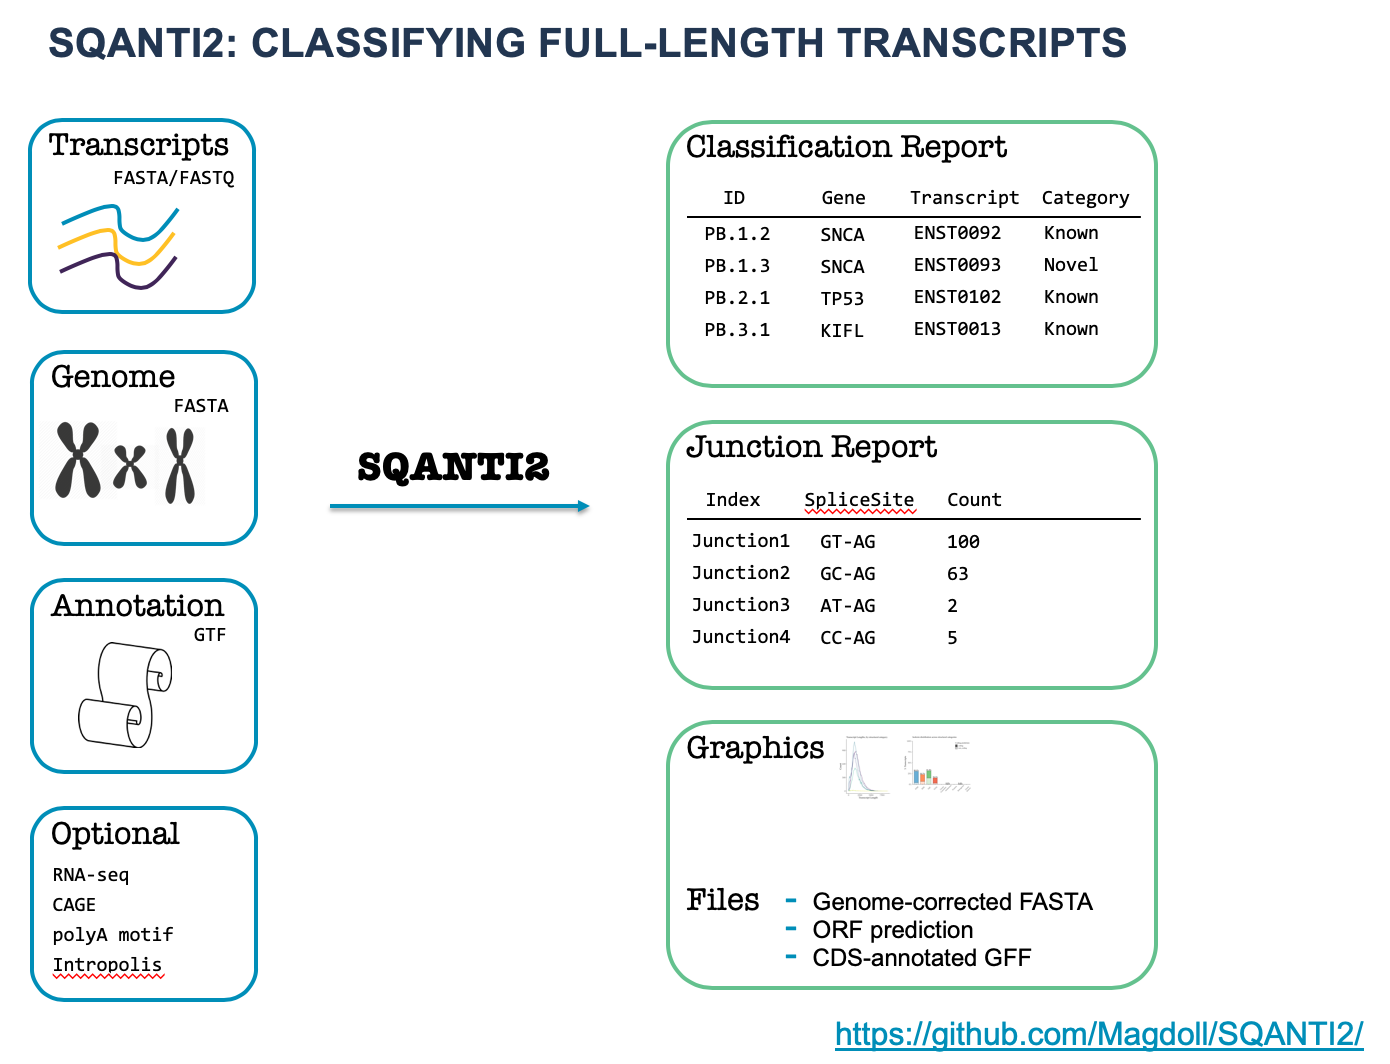 SQANTI2: CLASSIFYING FULL-LENGTH TRANSCRIPTS
Transcripts
FASTA/FASTQ
Genome
FASTA
Annotation
GTF
Optional
RNA-seq
CAGE
polyA motif
Intropolis
SQANTI2
Classification Report
ID Gene Transcript Category
PB.1.2 SNCA ENST0092 Known
PB.1.3 SNCA ENST0093 Novel
PB.2.1 TP53 ENST0102 Known
PB.3.1 KIFL ENST0013 Known
Junction Report
Index SpliceSite Count
Junction1 GT-AG 100
Junction2 GC-AG 63
Junction3 AT-AG 2
Junction4 CC-AG 5
Graphics
Files
- Genome-corrected FASTA
- ORF prediction
- CDS-annotated GFF
https://github.com/Magdoll/SQANTI2/